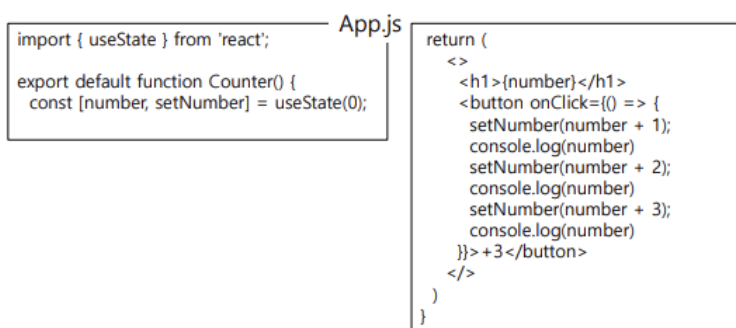 App.js
import { useState } from 'react';
export default function Counter() {
const [number, setNumber] = useState(0);
return (
<>
<h1>{number}</h1>
<button onClick={() => {
setNumber(number + 1);
console.log(number)
setNumber(number + 2);
console.log(number)
setNumber(number + 3);
console.log(number)
}}>+3</button>
</>
)
}